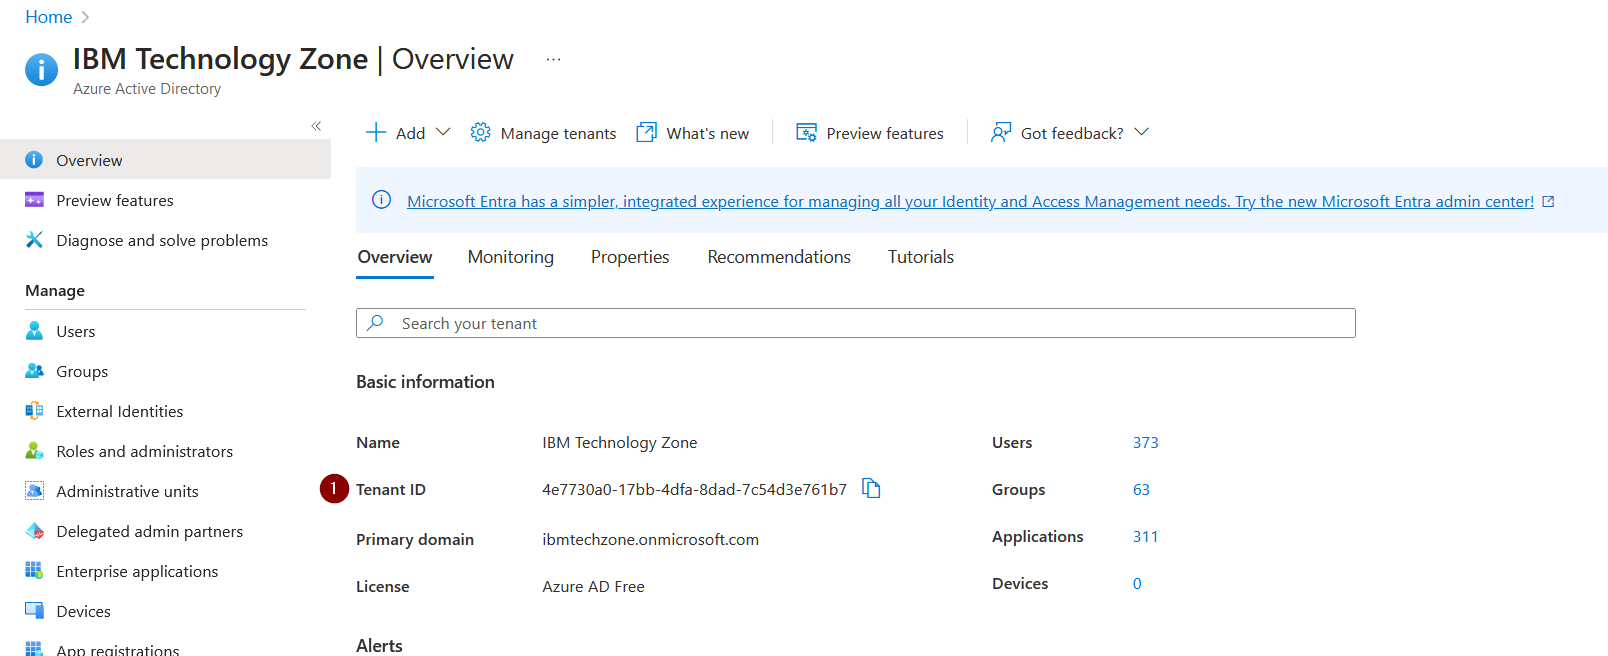 Home
IBM Technology Zone | Overview ...
Azure Active Directory
«
Overview
Preview features
Diagnose and solve problems
Manage
Users
Groups
External Identities
Roles and administrators
Administrative units
Delegated admin partners
Enterprise applications
Devices
App registrations
Add Manage tenants What's new Preview features Got feedback?
Microsoft Entra has a simpler, integrated experience for managing all your Identity and Access Management needs. Try the new Microsoft Entra admin center!
Overview Monitoring Properties Recommendations Tutorials
Search your tenant
Basic information
Name IBM Technology Zone Users 373
1 Tenant ID 4e7730a0-17bb-4dfa-8dad-7c54d3e761b7 Groups 63
Primary domain ibmtechzone.onmicrosoft.com Applications 311
License Azure AD Free Devices 0
Alerts